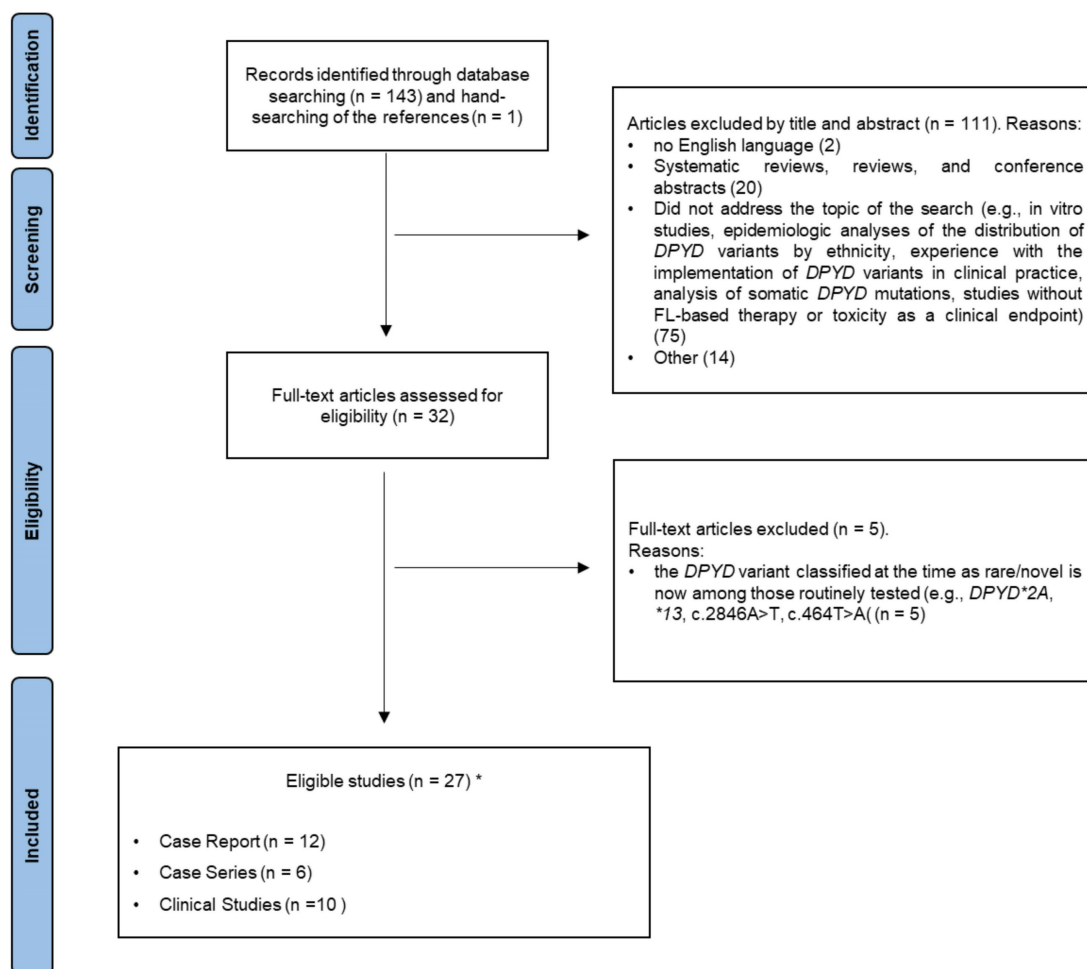 Identification
Records identified through database
searching (n = 143) and hand-
searching of the references (n = 1)
Articles excluded by title and abstract (n = 111). Reasons:
• no English language (2)
• Systematic reviews, reviews, and conference
abstracts (20)
• Did not address the topic of the search (e.g., in vitro
studies, epidemiologic analyses of the distribution of
DPYD variants by ethnicity, experience with the
implementation of DPYD variants in clinical practice,
analysis of somatic DPYD mutations, studies without
FL-based therapy or toxicity as a clinical endpoint)
(75)
• Other (14)
Screening
Full-text articles assessed for
eligibility (n = 32)
Eligibility
Full-text articles excluded (n = 5).
Reasons:
• the DPYD variant classified at the time as rare/novel is
now among those routinely tested (e.g., DPYD*2A,
*13, c.2846A>T, c.464T>A( (n = 5)
Included
Eligible studies (n = 27) *
• Case Report (n = 12)
• Case Series (n = 6)
• Clinical Studies (n =10 )